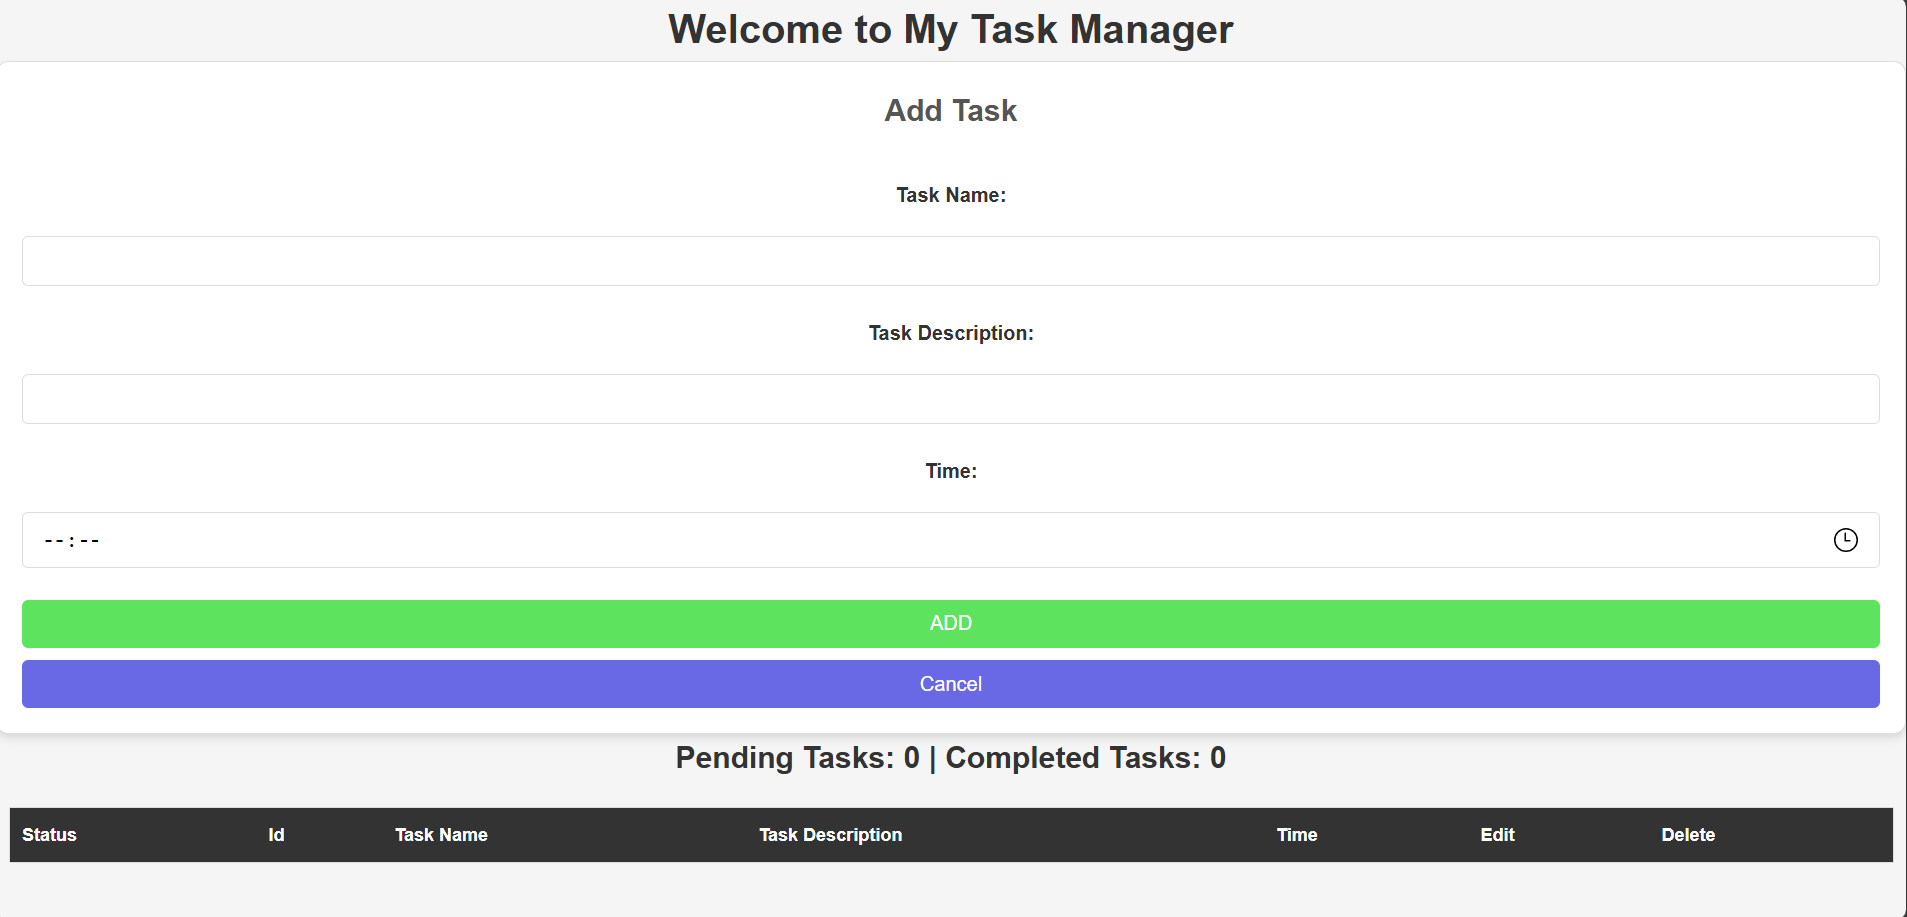 Welcome to My Task Manager
Add Task
Task Name:
Task Description:
Time:
--:--
ADD
Cancel
Pending Tasks: 0 | Completed Tasks: 0
Status Id Task Name Task Description Time Edit Delete